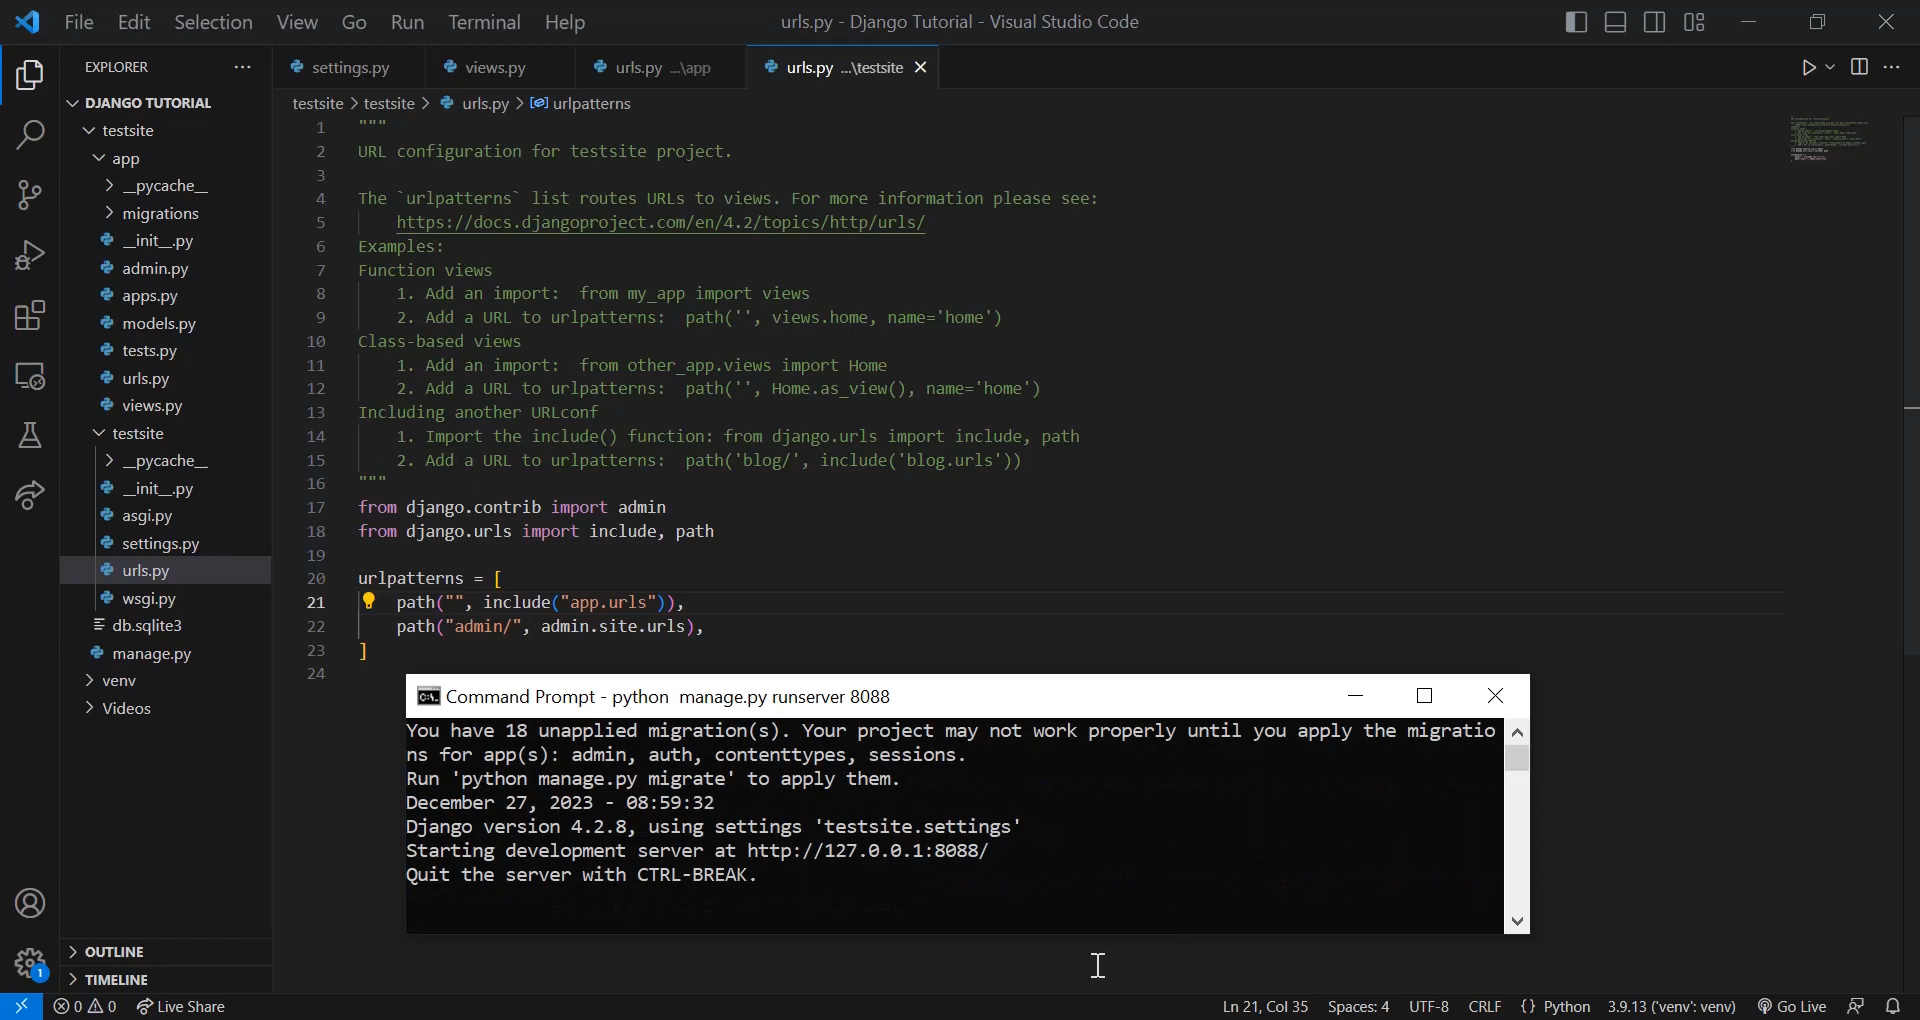 File Edit Selection View Go Run Terminal Help
urls.py - Django Tutorial - Visual Studio Code
EXPLORER
DJANGO TUTORIAL
testsite
app
__pycache__
migrations
__init__.py
admin.py
apps.py
models.py
tests.py
urls.py
views.py
testsite
__pycache__
__init__.py
asgi.py
settings.py
urls.py
wsgi.py
db.sqlite3
manage.py
venv
Videos
OUTLINE
TIMELINE
settings.py views.py urls.py ...\app urls.py ...\testsite
testsite > testsite > urls.py > urlpatterns
1 """
2 URL configuration for testsite project.
3
4 The `urlpatterns` list routes URLs to views. For more information please see:
5     https://docs.djangoproject.com/en/4.2/topics/http/urls/
6 Examples:
7 Function views
8     1. Add an import:  from my_app import views
9     2. Add a URL to urlpatterns:  path('', views.home, name='home')
10 Class-based views
11     1. Add an import:  from other_app.views import Home
12     2. Add a URL to urlpatterns:  path('', Home.as_view(), name='home')
13 Including another URLconf
14     1. Import the include() function: from django.urls import include, path
15     2. Add a URL to urlpatterns:  path('blog/', include('blog.urls'))
16 """
17 from django.contrib import admin
18 from django.urls import include, path
19
20 urlpatterns = [
21     path("", include("app.urls")),
22     path("admin/", admin.site.urls),
23 ]
24
Command Prompt - python  manage.py runserver 8088
You have 18 unapplied migration(s). Your project may not work properly until you apply the migratio
ns for app(s): admin, auth, contenttypes, sessions.
Run 'python manage.py migrate' to apply them.
December 27, 2023 - 08:59:32
Django version 4.2.8, using settings 'testsite.settings'
Starting development server at http://127.0.0.1:8088/
Quit the server with CTRL-BREAK.
1
0 0 Live Share Ln 21, Col 35 Spaces: 4 UTF-8 CRLF {} Python 3.9.13 ('venv': venv) Go Live